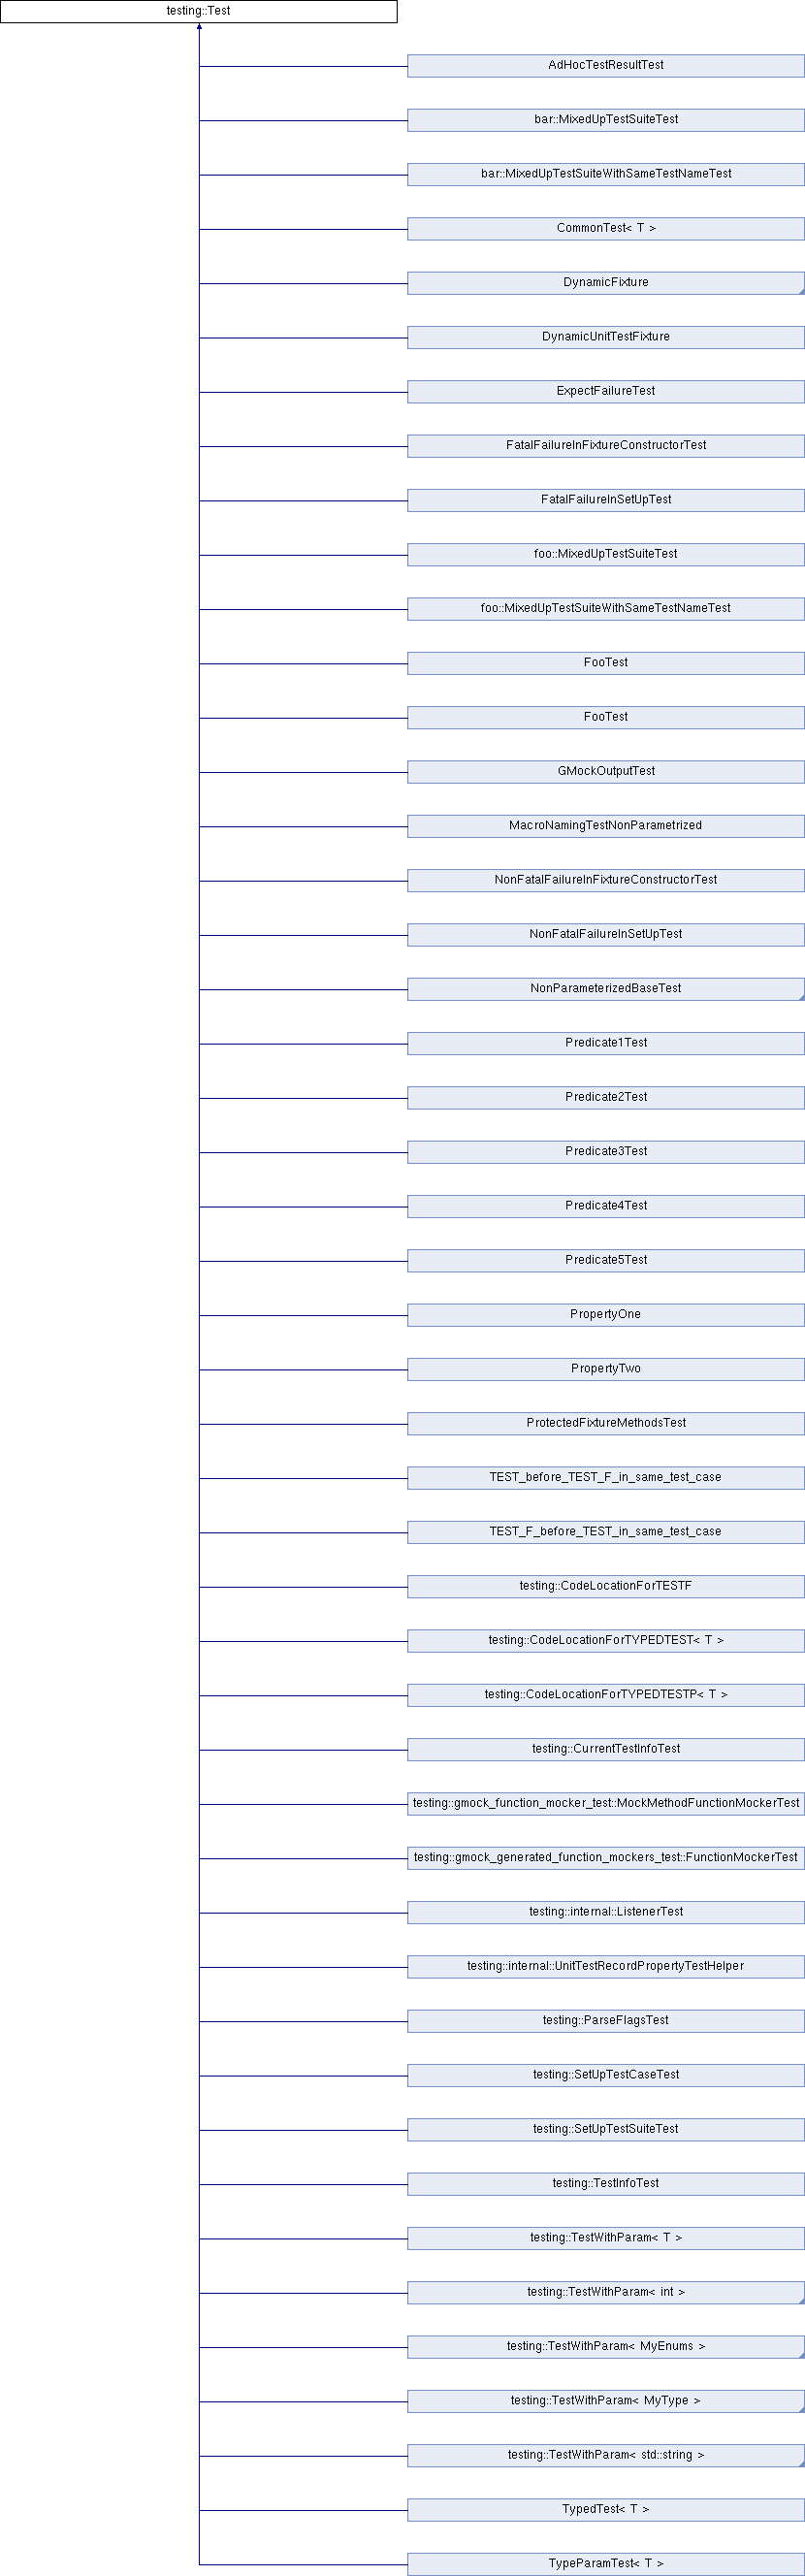 testing::Test
AdHocTestResultTest
bar::MixedUpTestSuiteTest
bar::MixedUpTestSuiteWithSameTestNameTest
CommonTest< T >
DynamicFixture
DynamicUnitTestFixture
ExpectFailureTest
FatalFailureInFixtureConstructorTest
FatalFailureInSetUpTest
foo::MixedUpTestSuiteTest
foo::MixedUpTestSuiteWithSameTestNameTest
FooTest
FooTest
GMockOutputTest
MacroNamingTestNonParametrized
NonFatalFailureInFixtureConstructorTest
NonFatalFailureInSetUpTest
NonParameterizedBaseTest
Predicate1Test
Predicate2Test
Predicate3Test
Predicate4Test
Predicate5Test
PropertyOne
PropertyTwo
ProtectedFixtureMethodsTest
TEST_before_TEST_F_in_same_test_case
TEST_F_before_TEST_in_same_test_case
testing::CodeLocationForTESTF
testing::CodeLocationForTYPEDTEST< T >
testing::CodeLocationForTYPEDTESTP< T >
testing::CurrentTestInfoTest
testing::gmock_function_mocker_test::MockMethodFunctionMockerTest
testing::gmock_generated_function_mockers_test::FunctionMockerTest
testing::internal::ListenerTest
testing::internal::UnitTestRecordPropertyTestHelper
testing::ParseFlagsTest
testing::SetUpTestCaseTest
testing::SetUpTestSuiteTest
testing::TestInfoTest
testing::TestWithParam< T >
testing::TestWithParam< int >
testing::TestWithParam< MyEnums >
testing::TestWithParam< MyType >
testing::TestWithParam< std::string >
TypedTest< T >
TypeParamTest< T >